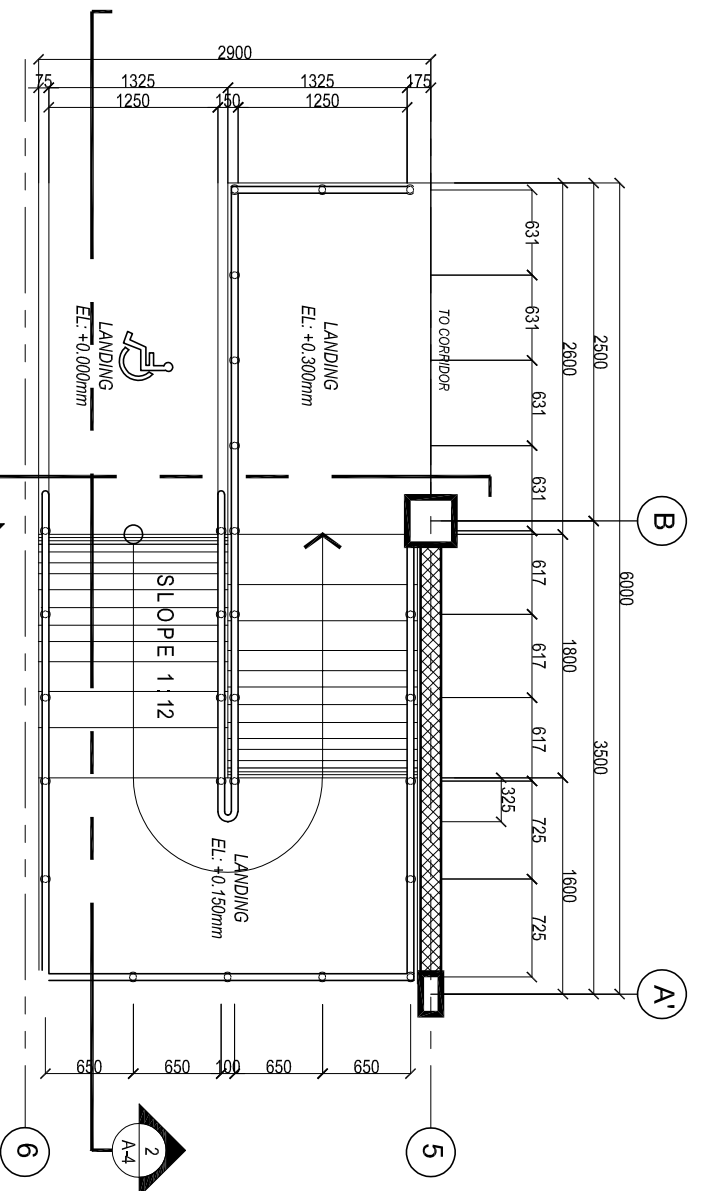 2900
75
1325
1325
175
1250
150
1250
631
631
631
631
617
617
617
725
725
325
2600
1800
1600
2500
3500
6000
B
A'
TO CORRIDOR
LANDING
EL: +0.300mm
LANDING
EL: +0.000mm
SLOPE 1:12
LANDING
EL: +0.150mm
650
650
100
650
650
2
A-4
5
6